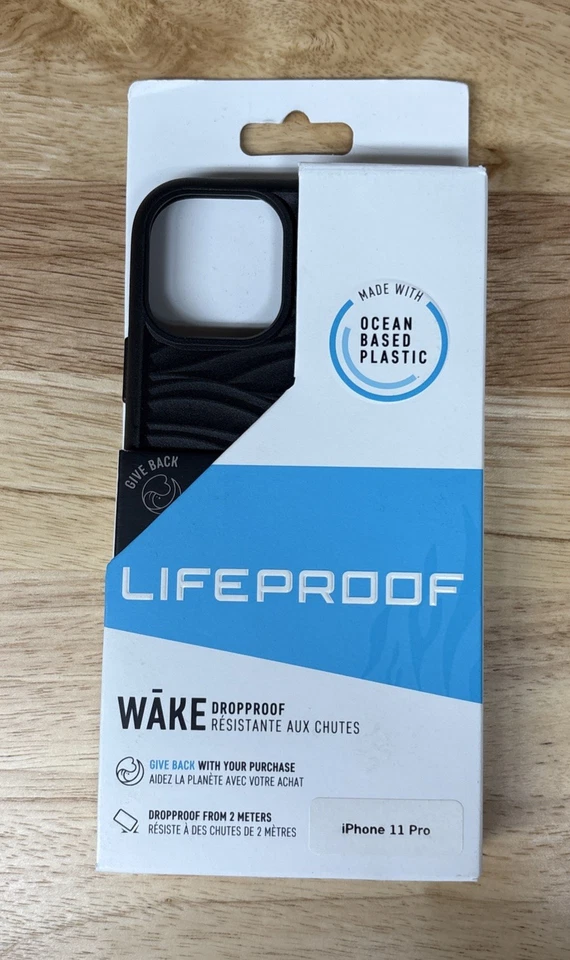 MADE WITH
OCEAN
BASED
PLASTIC
GIVE BACK
LIFEPROOF
WĀKE DROPPROOF
RÉSISTANTE AUX CHUTES
GIVE BACK WITH YOUR PURCHASE
AIDEZ LA PLANÈTE AVEC VOTRE ACHAT
DROPPROOF FROM 2 METERS
RÉSISTE À DES CHUTES DE 2 MÈTRES
iPhone 11 Pro